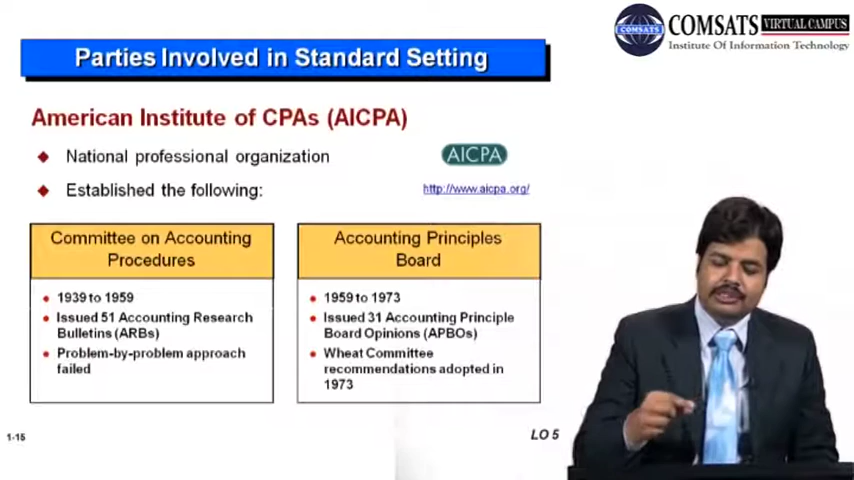 COMSATS VIRTUAL CAMPUS
Institute Of Information Technology
COMSATS
Parties Involved in Standard Setting
American Institute of CPAs (AICPA)
National professional organization
AICPA
Established the following:
http://www.aicpa.org/
Committee on Accounting
Procedures
1939 to 1959
Issued 51 Accounting Research
Bulletins (ARBs)
Problem-by-problem approach
failed
Accounting Principles
Board
1959 to 1973
Issued 31 Accounting Principle
Board Opinions (APBOs)
Wheat Committee
recommendations adopted in
1973
1-15
LO 5